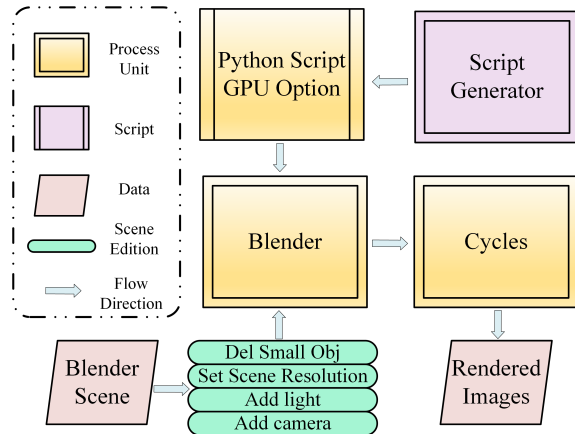 Process
Unit
Script
Data
Scene
Edition
Flow
Direction
Python Script
GPU Option
Script
Generator
Blender
Cycles
Blender
Scene
Del Small Obj
Set Scene Resolution
Add light
Add camera
Rendered
Images